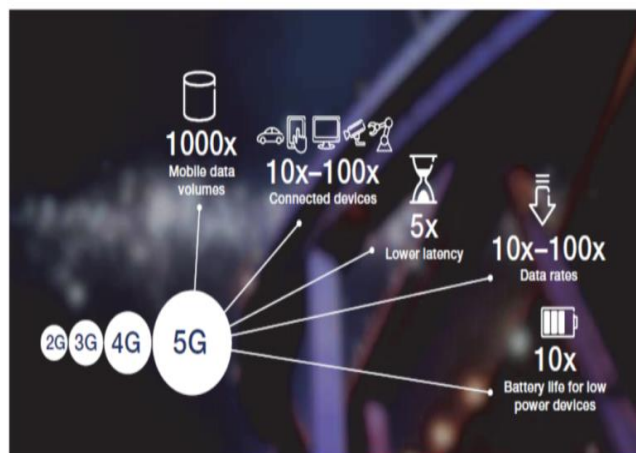 1000x
Mobile data
volumes
10x–100x
Connected devices
5x
Lower latency
10x–100x
Data rates
10x
Battery life for low
power devices
2G 3G 4G 5G